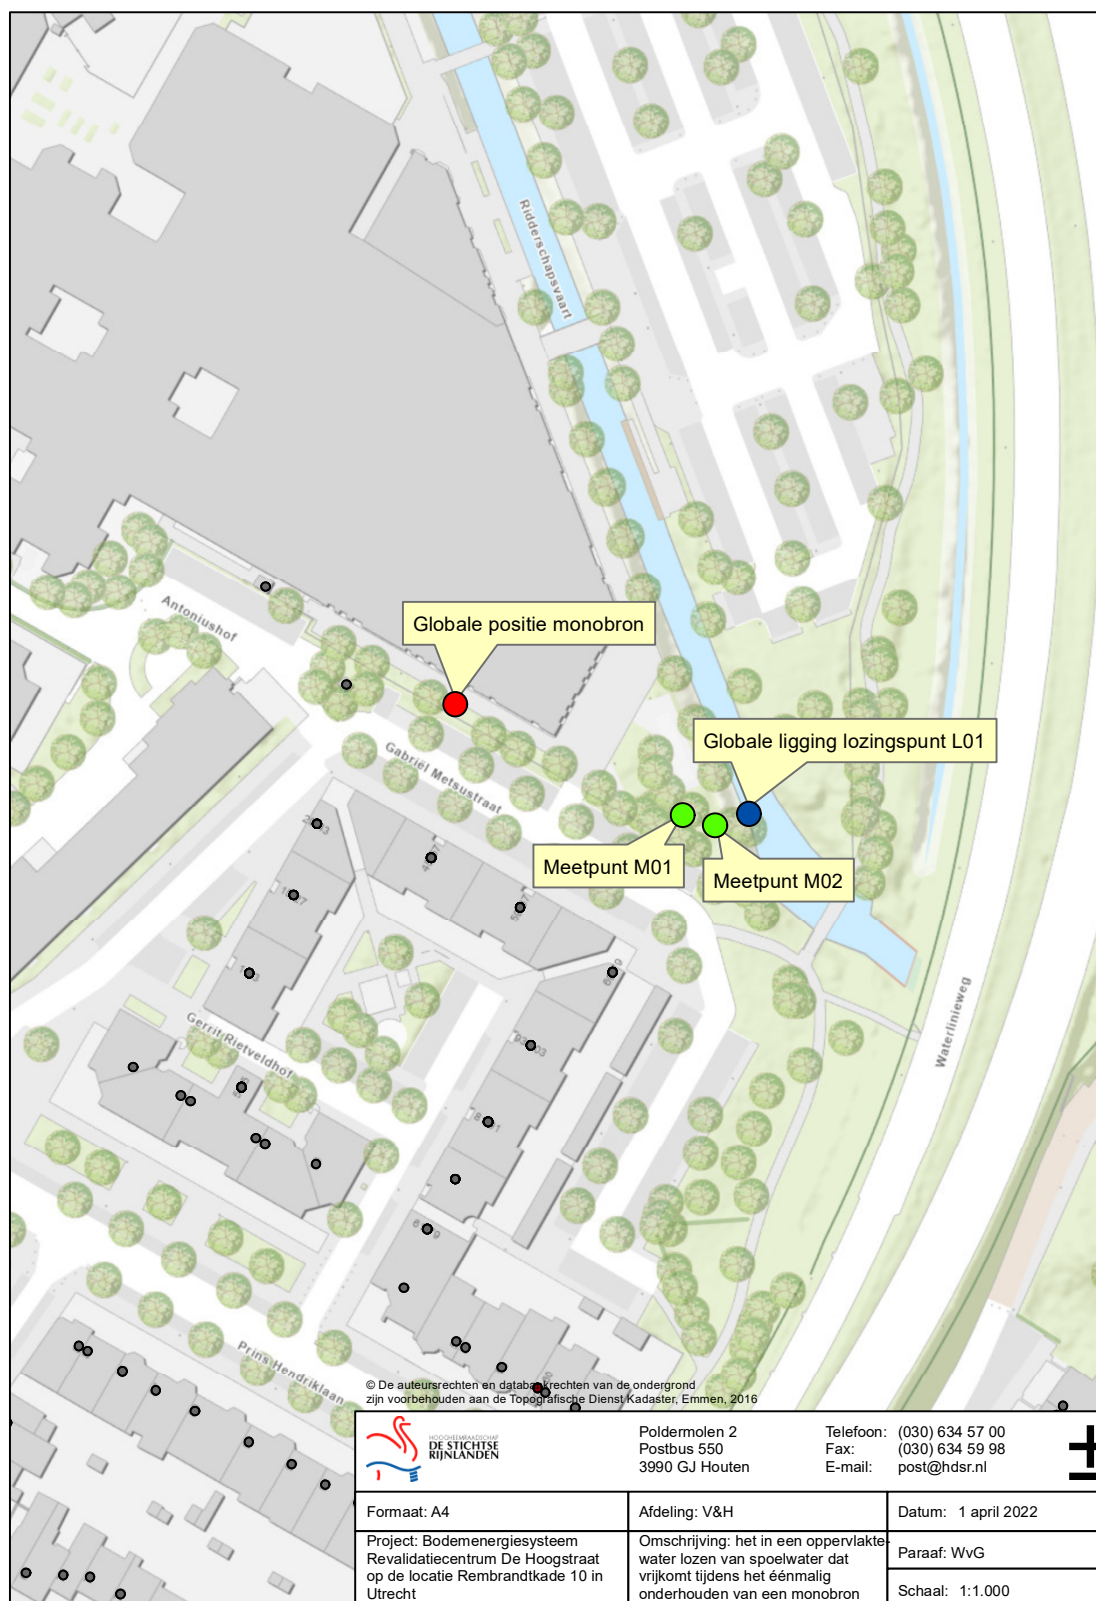 Ridderschapsvaart
Antoniushof
Globale positie monobron
Gabriël Metsustraat
Globale ligging lozingspunt L01
Meetpunt M01
Meetpunt M02
Gerrit Rietveldhof
Waterlinieweg
Prins Hendriklaan
© De auteursrechten en databankrechten van de ondergrond
zijn voorbehouden aan de Topografische Dienst Kadaster, Emmen, 2016
HOOGHEEMRAADSCHAP
DE STICHTSE
RIJNLANDEN
Poldermolen 2
Postbus 550
3990 GJ Houten
Telefoon: (030) 634 57 00
Fax: (030) 634 59 98
E-mail: post@hdsr.nl
Formaat: A4
Afdeling: V&H
Datum: 1 april 2022
Project: Bodemenergiesysteem
Revalidatiecentrum De Hoogstraat
op de locatie Rembrandtkade 10 in
Utrecht
Omschrijving: het in een oppervlakte-
water lozen van spoelwater dat
vrijkomt tijdens het éénmalig
onderhouden van een monobron
Paraaf: WvG
Schaal: 1:1.000